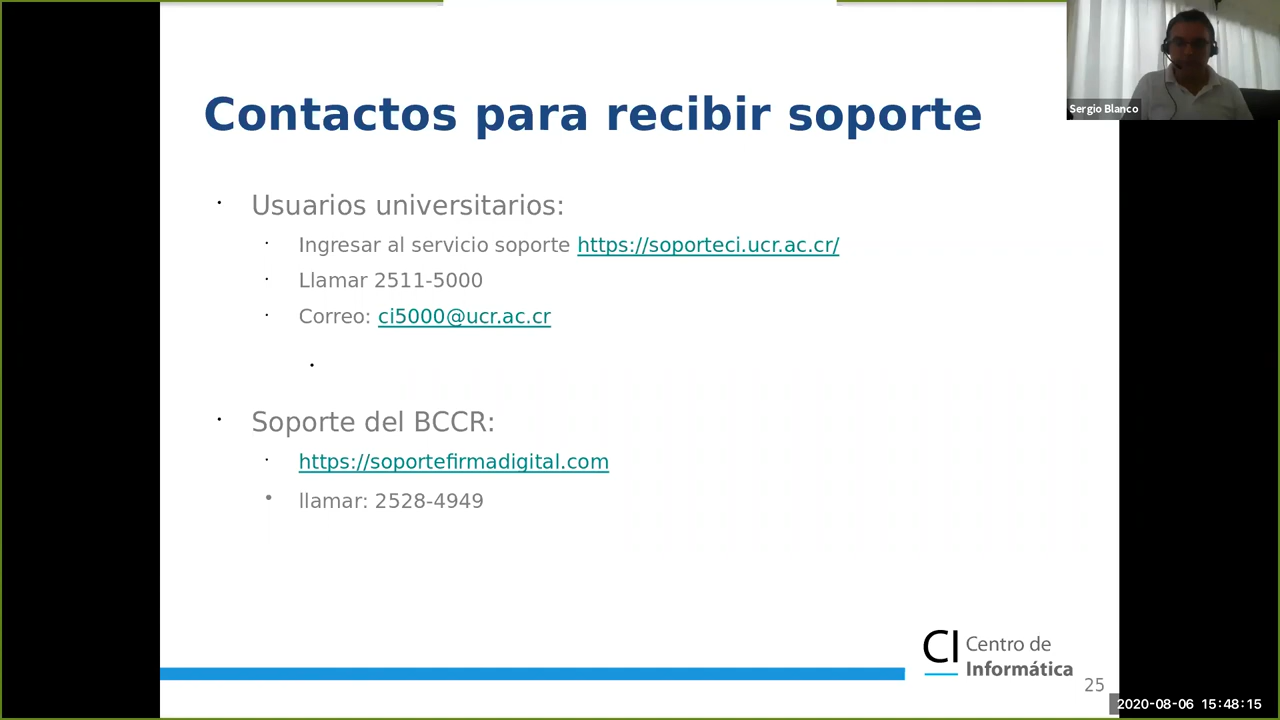 Contactos para recibir soporte
Sergio Blanco
Usuarios universitarios:
Ingresar al servicio soporte https://soporteci.ucr.ac.cr/
Llamar 2511-5000
Correo: ci5000@ucr.ac.cr
Soporte del BCCR:
https://soportefirmadigital.com
llamar: 2528-4949
CI Centro de
Informática
25
2020-08-06 15:48:15